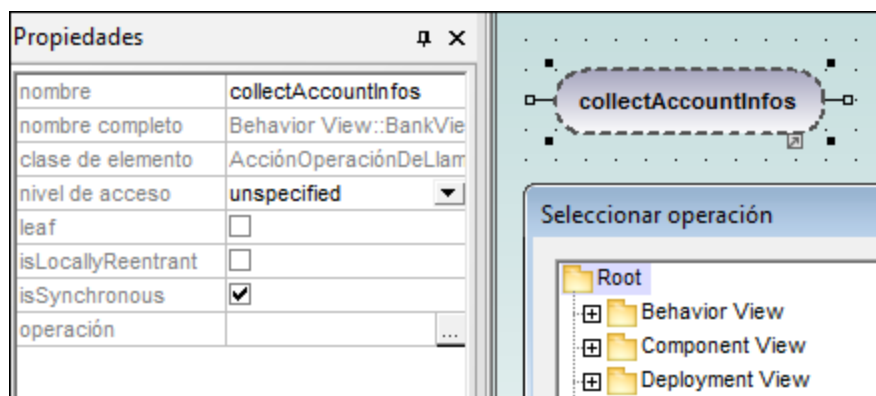 Propiedades
nombre collectAccountInfos
nombre completo Behavior View::BankVie
clase de elemento AcciónOperaciónDeLlam
nivel de acceso unspecified
leaf
isLocallyReentrant
isSynchronous
operación ...
collectAccountInfos
Seleccionar operación
Root
Behavior View
Component View
Deployment View